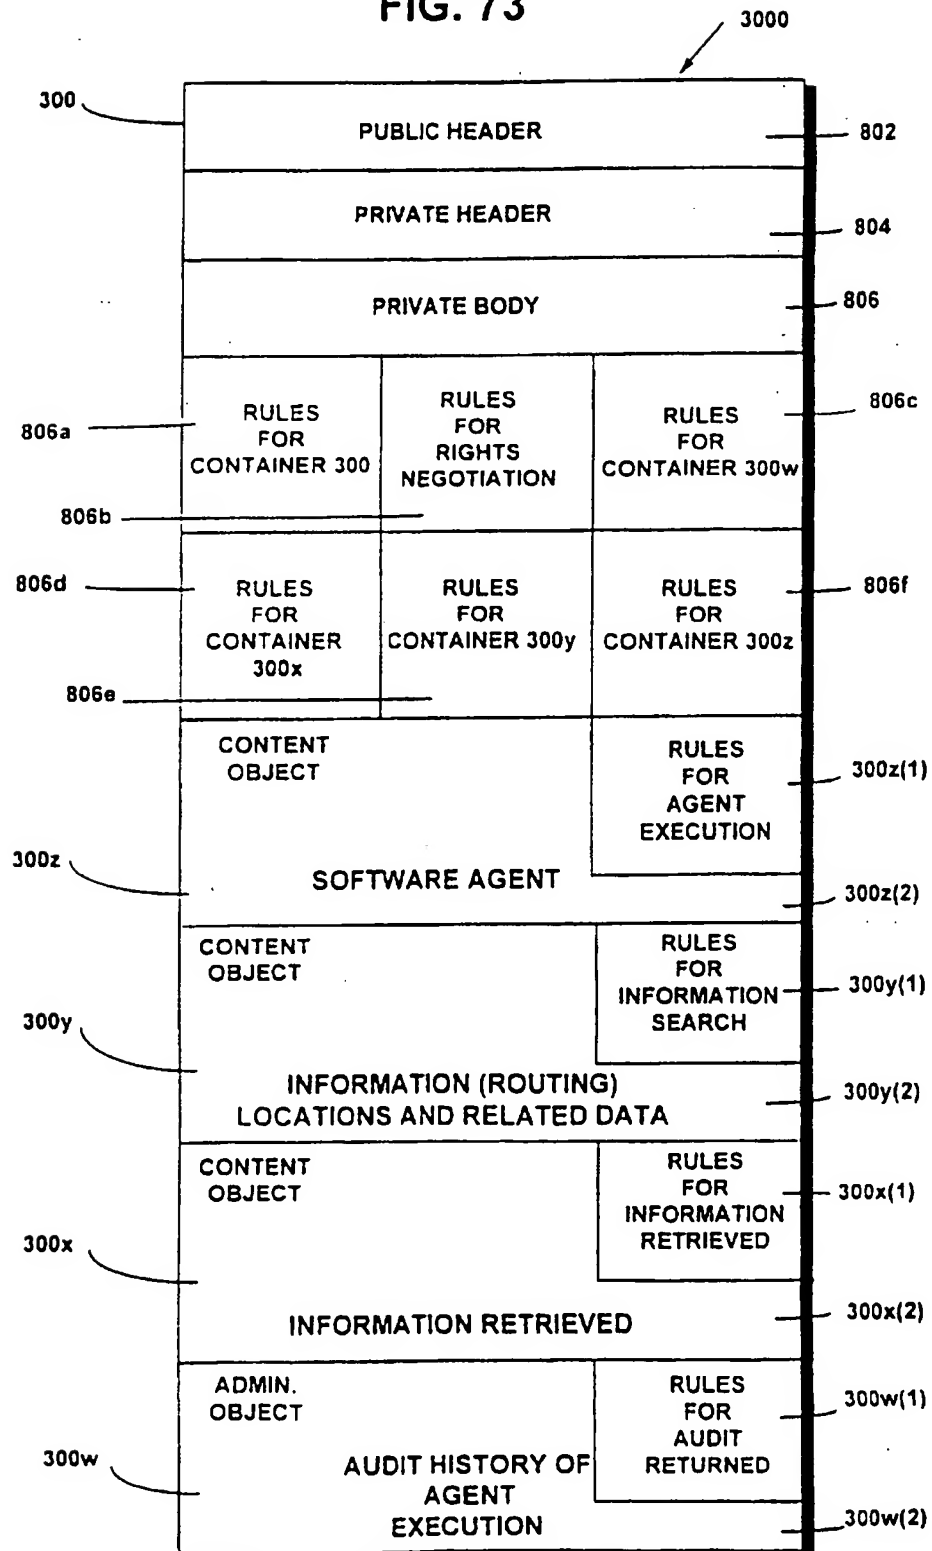 FIG. 73
3000
300
PUBLIC HEADER
802
PRIVATE HEADER
804
PRIVATE BODY
806
806a
RULES
FOR
CONTAINER 300
806b
RULES
FOR
RIGHTS
NEGOTIATION
806c
RULES
FOR
CONTAINER 300w
806d
RULES
FOR
CONTAINER
300x
806e
RULES
FOR
CONTAINER 300y
806f
RULES
FOR
CONTAINER 300z
CONTENT
OBJECT
RULES
FOR
AGENT
EXECUTION
300z(1)
300z
SOFTWARE AGENT
300z(2)
CONTENT
OBJECT
RULES
FOR
INFORMATION
SEARCH
300y(1)
300y
INFORMATION (ROUTING)
LOCATIONS AND RELATED DATA
300y(2)
CONTENT
OBJECT
RULES
FOR
INFORMATION
RETRIEVED
300x(1)
300x
INFORMATION RETRIEVED
300x(2)
ADMIN.
OBJECT
RULES
FOR
AUDIT
RETURNED
300w(1)
300w
AUDIT HISTORY OF
AGENT
EXECUTION
300w(2)